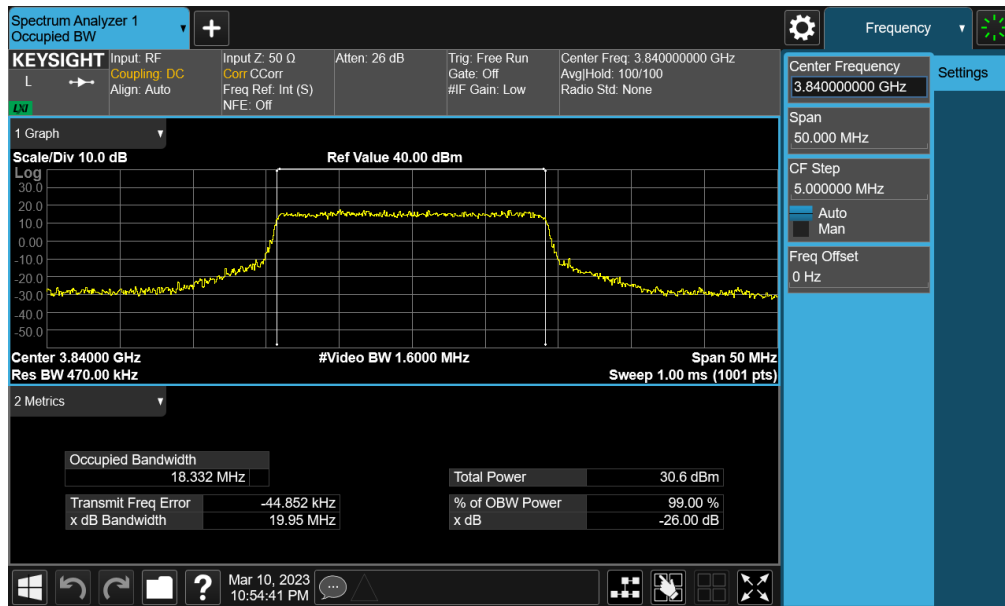 Spectrum Analyzer 1
Occupied BW
Frequency
KEYSIGHT
L
LXI
Input: RF
Coupling: DC
Align: Auto
Input Z: 50 Ω
Corr CCorr
Freq Ref: Int (S)
NFE: Off
Atten: 26 dB
Trig: Free Run
Gate: Off
#IF Gain: Low
Center Freq: 3.840000000 GHz
Avg|Hold: 100/100
Radio Std: None
Center Frequency
3.840000000 GHz
Settings
Span
50.000 MHz
CF Step
5.000000 MHz
Auto
Man
Freq Offset
0 Hz
1 Graph
Scale/Div 10.0 dB
Ref Value 40.00 dBm
Log
30.0
20.0
10.0
0.00
-10.0
-20.0
-30.0
-40.0
-50.0
Center 3.84000 GHz
#Video BW 1.6000 MHz
Span 50 MHz
Res BW 470.00 kHz
Sweep 1.00 ms (1001 pts)
2 Metrics
Occupied Bandwidth
18.332 MHz
Total Power 30.6 dBm
Transmit Freq Error -44.852 kHz
% of OBW Power 99.00 %
x dB Bandwidth 19.95 MHz
x dB -26.00 dB
?
Mar 10, 2023
10:54:41 PM